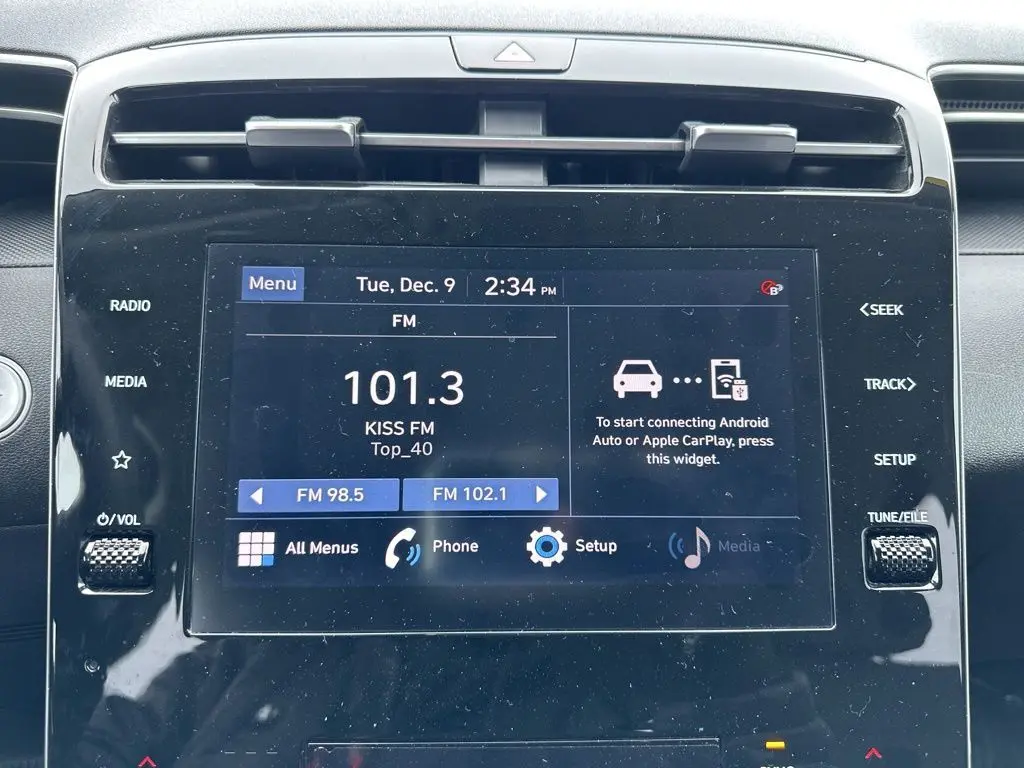 Menu
Tue, Dec. 9
2:34 PM
B
FM
101.3
KISS FM
Top_40
FM 98.5
FM 102.1
To start connecting Android
Auto or Apple CarPlay, press
this widget.
All Menus
Phone
Setup
Media
RADIO
MEDIA
/VOL
<SEEK
TRACK>
SETUP
TUNE/FILE